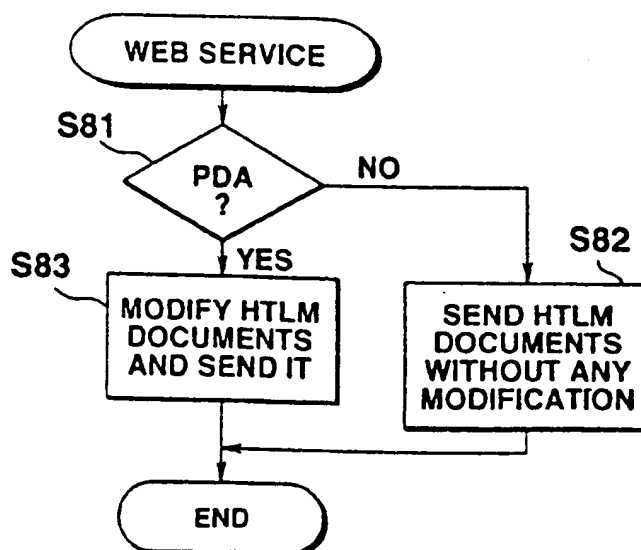 WEB SERVICE
S81
PDA
?
NO
YES
S82
S83
MODIFY HTLM
DOCUMENTS
AND SEND IT
SEND HTLM
DOCUMENTS
WITHOUT ANY
MODIFICATION
END